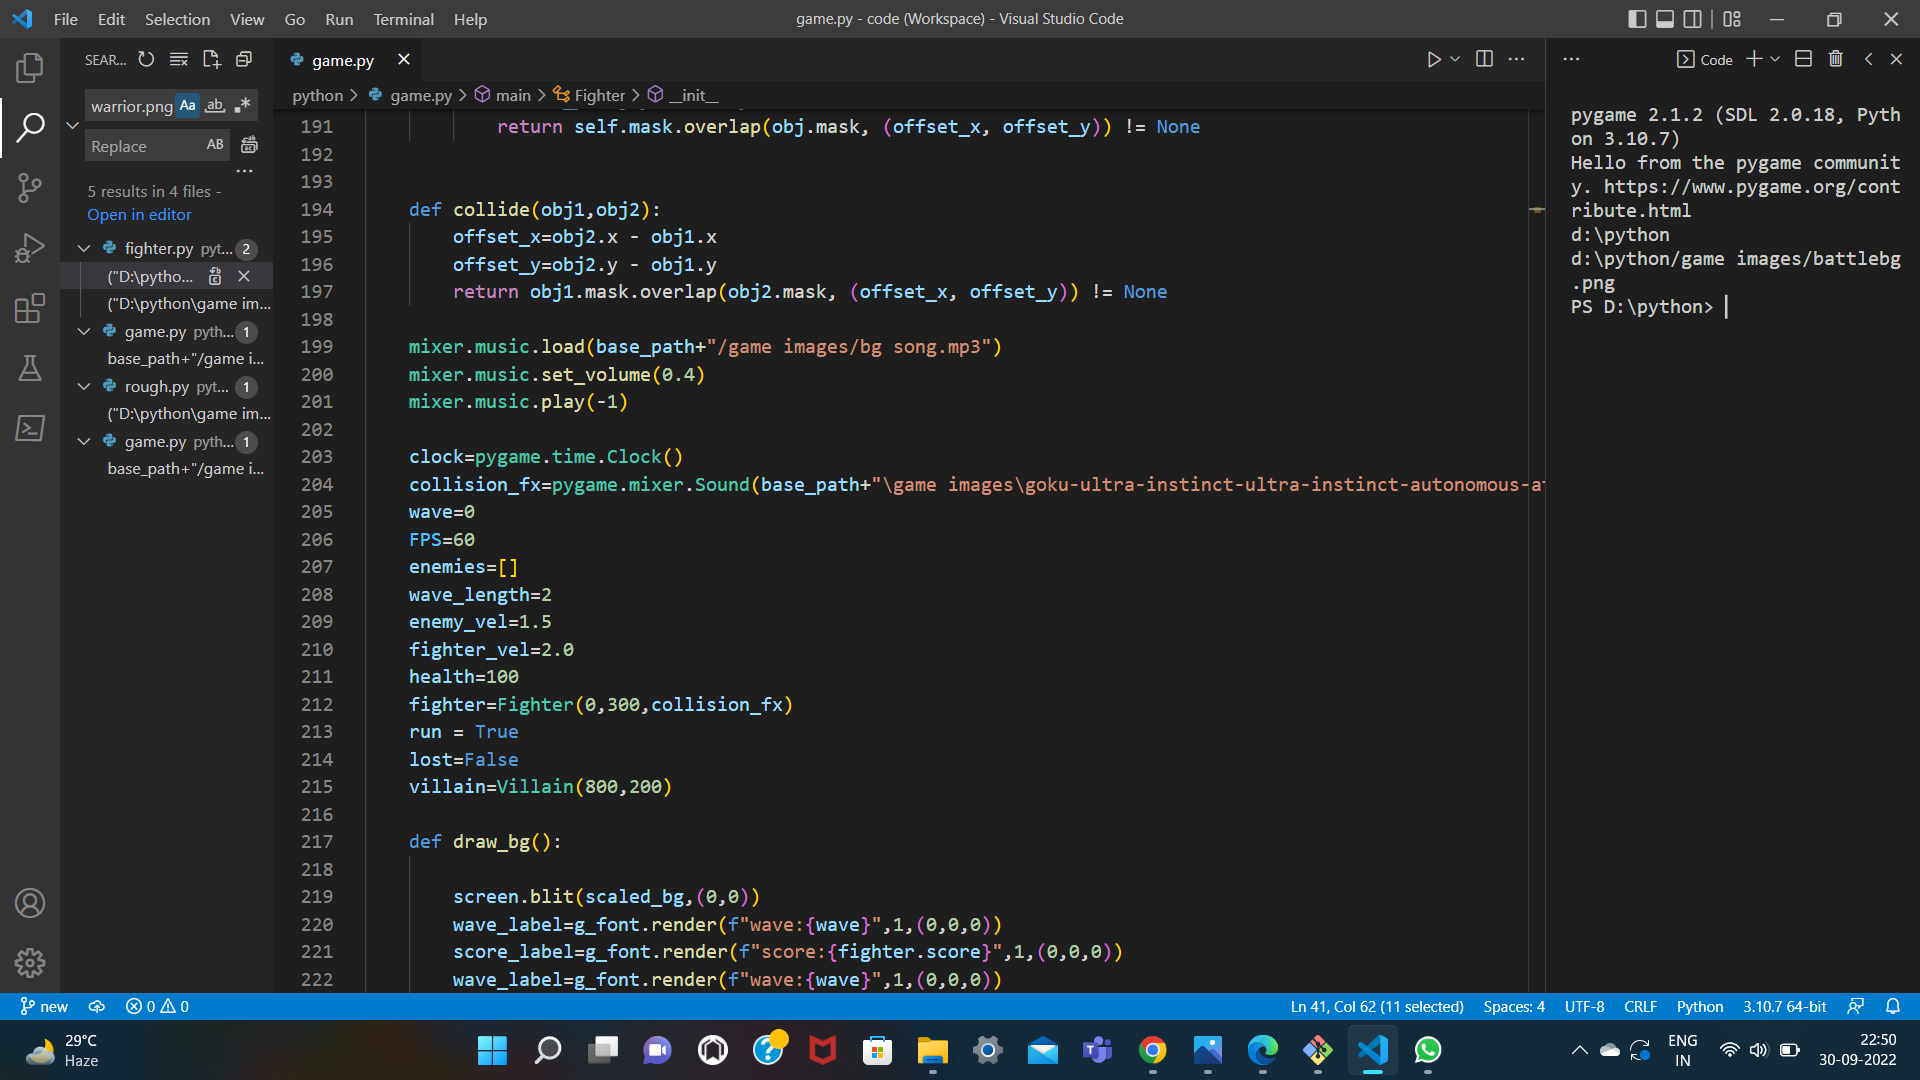 File Edit Selection View Go Run Terminal Help
game.py - code (Workspace) - Visual Studio Code
SEAR...
warrior.png Aa ab .*
Replace AB
5 results in 4 files -
Open in editor
fighter.py pyt... 2
("D:\pytho...
("D:\python\game im...
game.py pyth... 1
base_path+"/game i...
rough.py pyt... 1
("D:\python\game im...
game.py pyth... 1
base_path+"/game i...
game.py
python > game.py > main > Fighter > __init__
191 return self.mask.overlap(obj.mask, (offset_x, offset_y)) != None
192
193
194 def collide(obj1,obj2):
195 offset_x=obj2.x - obj1.x
196 offset_y=obj2.y - obj1.y
197 return obj1.mask.overlap(obj2.mask, (offset_x, offset_y)) != None
198
199 mixer.music.load(base_path+"/game images/bg song.mp3")
200 mixer.music.set_volume(0.4)
201 mixer.music.play(-1)
202
203 clock=pygame.time.Clock()
204 collision_fx=pygame.mixer.Sound(base_path+"\game images\goku-ultra-instinct-ultra-instinct-autonomous-a
205 wave=0
206 FPS=60
207 enemies=[]
208 wave_length=2
209 enemy_vel=1.5
210 fighter_vel=2.0
211 health=100
212 fighter=Fighter(0,300,collision_fx)
213 run = True
214 lost=False
215 villain=Villain(800,200)
216
217 def draw_bg():
218
219 screen.blit(scaled_bg,(0,0))
220 wave_label=g_font.render(f"wave:{wave}",1,(0,0,0))
221 score_label=g_font.render(f"score:{fighter.score}",1,(0,0,0))
222 wave_label=g_font.render(f"wave:{wave}",1,(0,0,0))
Code
pygame 2.1.2 (SDL 2.0.18, Pyth
on 3.10.7)
Hello from the pygame communit
y. https://www.pygame.org/cont
ribute.html
d:\python
d:\python/game images/battlebg
.png
PS D:\python>
new 0 0
Ln 41, Col 62 (11 selected) Spaces: 4 UTF-8 CRLF Python 3.10.7 64-bit
29°C
Haze
ENG
IN
22:50
30-09-2022